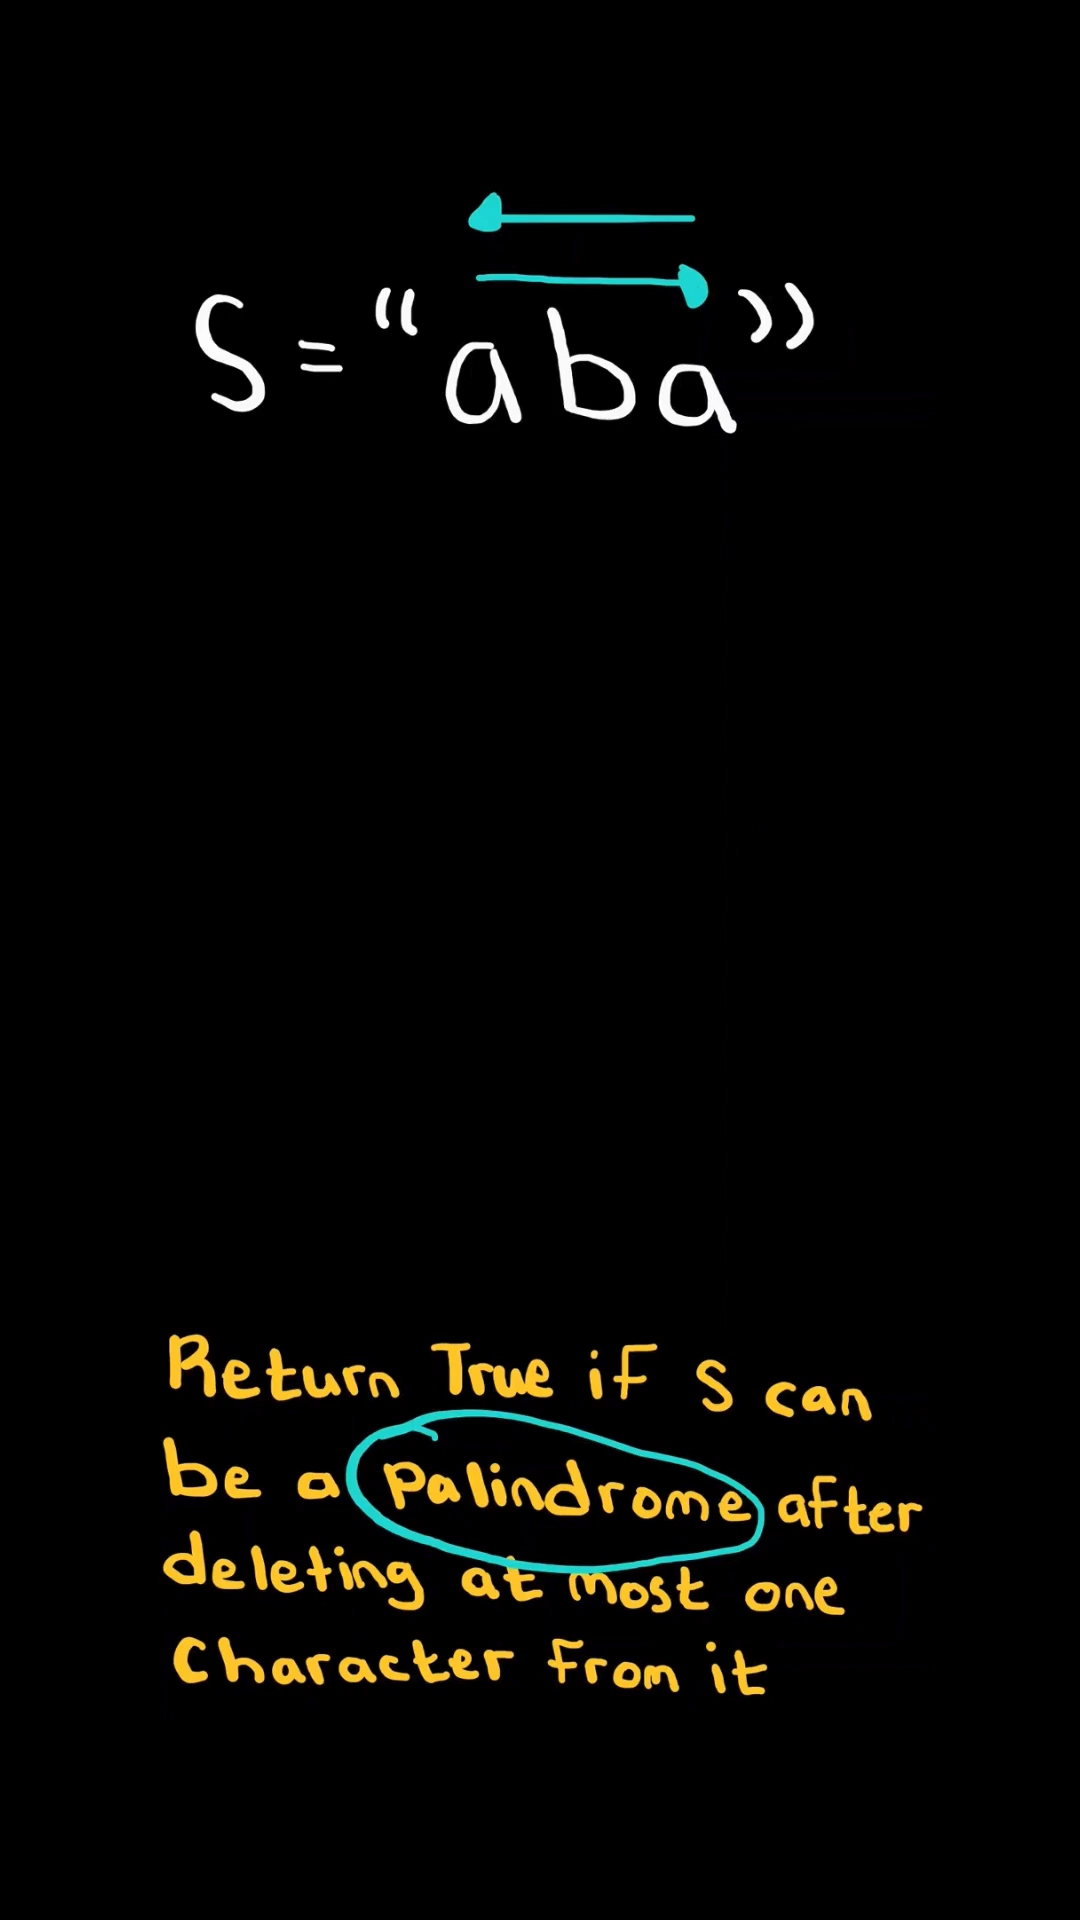 S = "aba"
Return True if S can
be a palindrome after
deleting at most one
Character from it